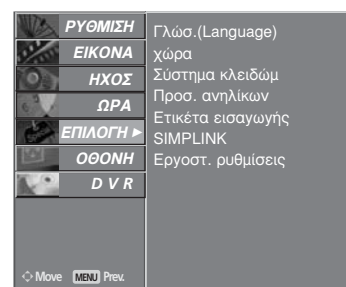 ΡΥΘΜΙΣΗ
ΕΙΚΟΝΑ
ΗΧΟΣ
ΩΡΑ
ΕΠΙΛΟΓΗ ►
ΟΘΟΝΗ
D V R
Γλώσ.(Language)
χώρα
Σύστημα κλειδώμ
Προσ. ανηλίκων
Ετικέτα εισαγωγής
SIMPLINK
Εργοστ. ρυθμίσεις
Move MENU Prev.